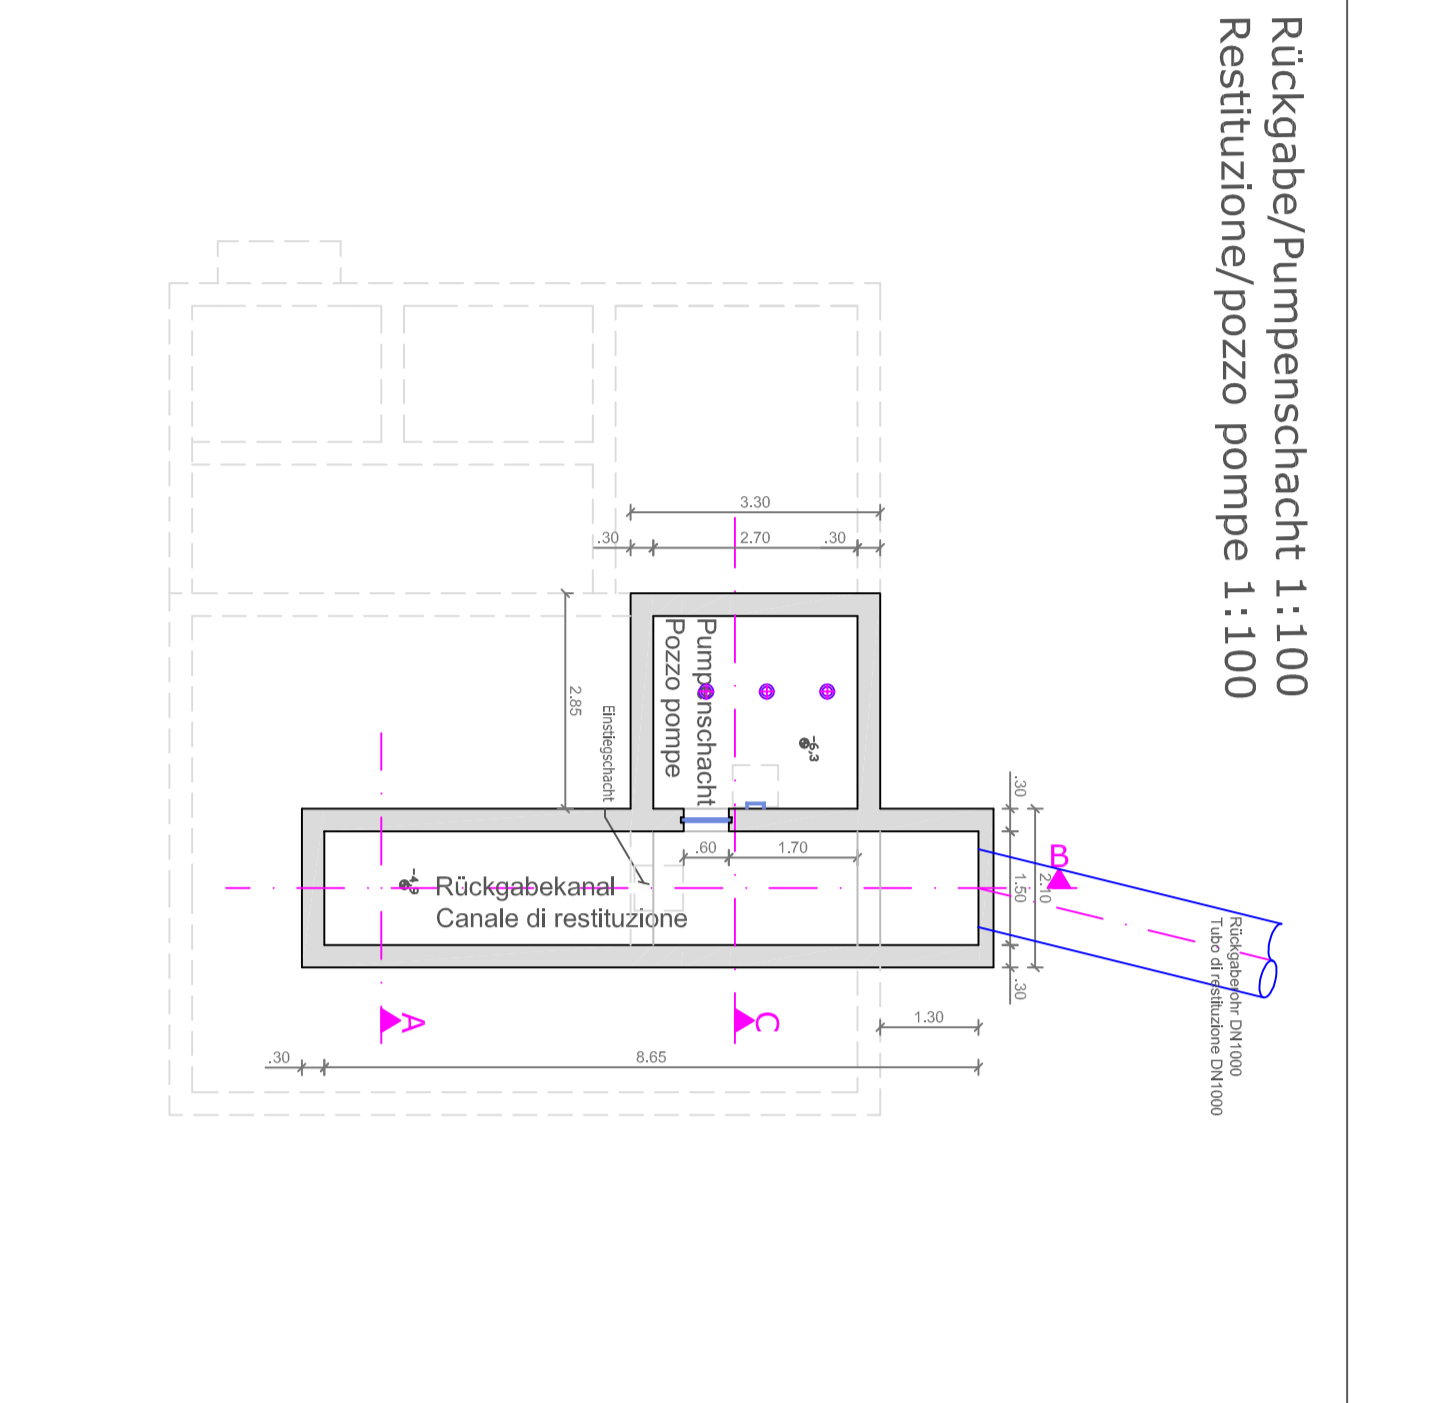 Rückgabe/Pumpenschacht 1:100
Restituzione/pozzo pompe 1:100
3.30
.30
2.70
.30
2.85
Einstiegschacht
Pumpenschacht
Pozzo pompe
-6,3
.60
1.70
.30
1.50
2.10
.30
B
Rückgabekanal
Canale di restituzione
Rückgaberohr DN1000
Tubo di restituzione DN1000
A
C
1.30
.30
8.65